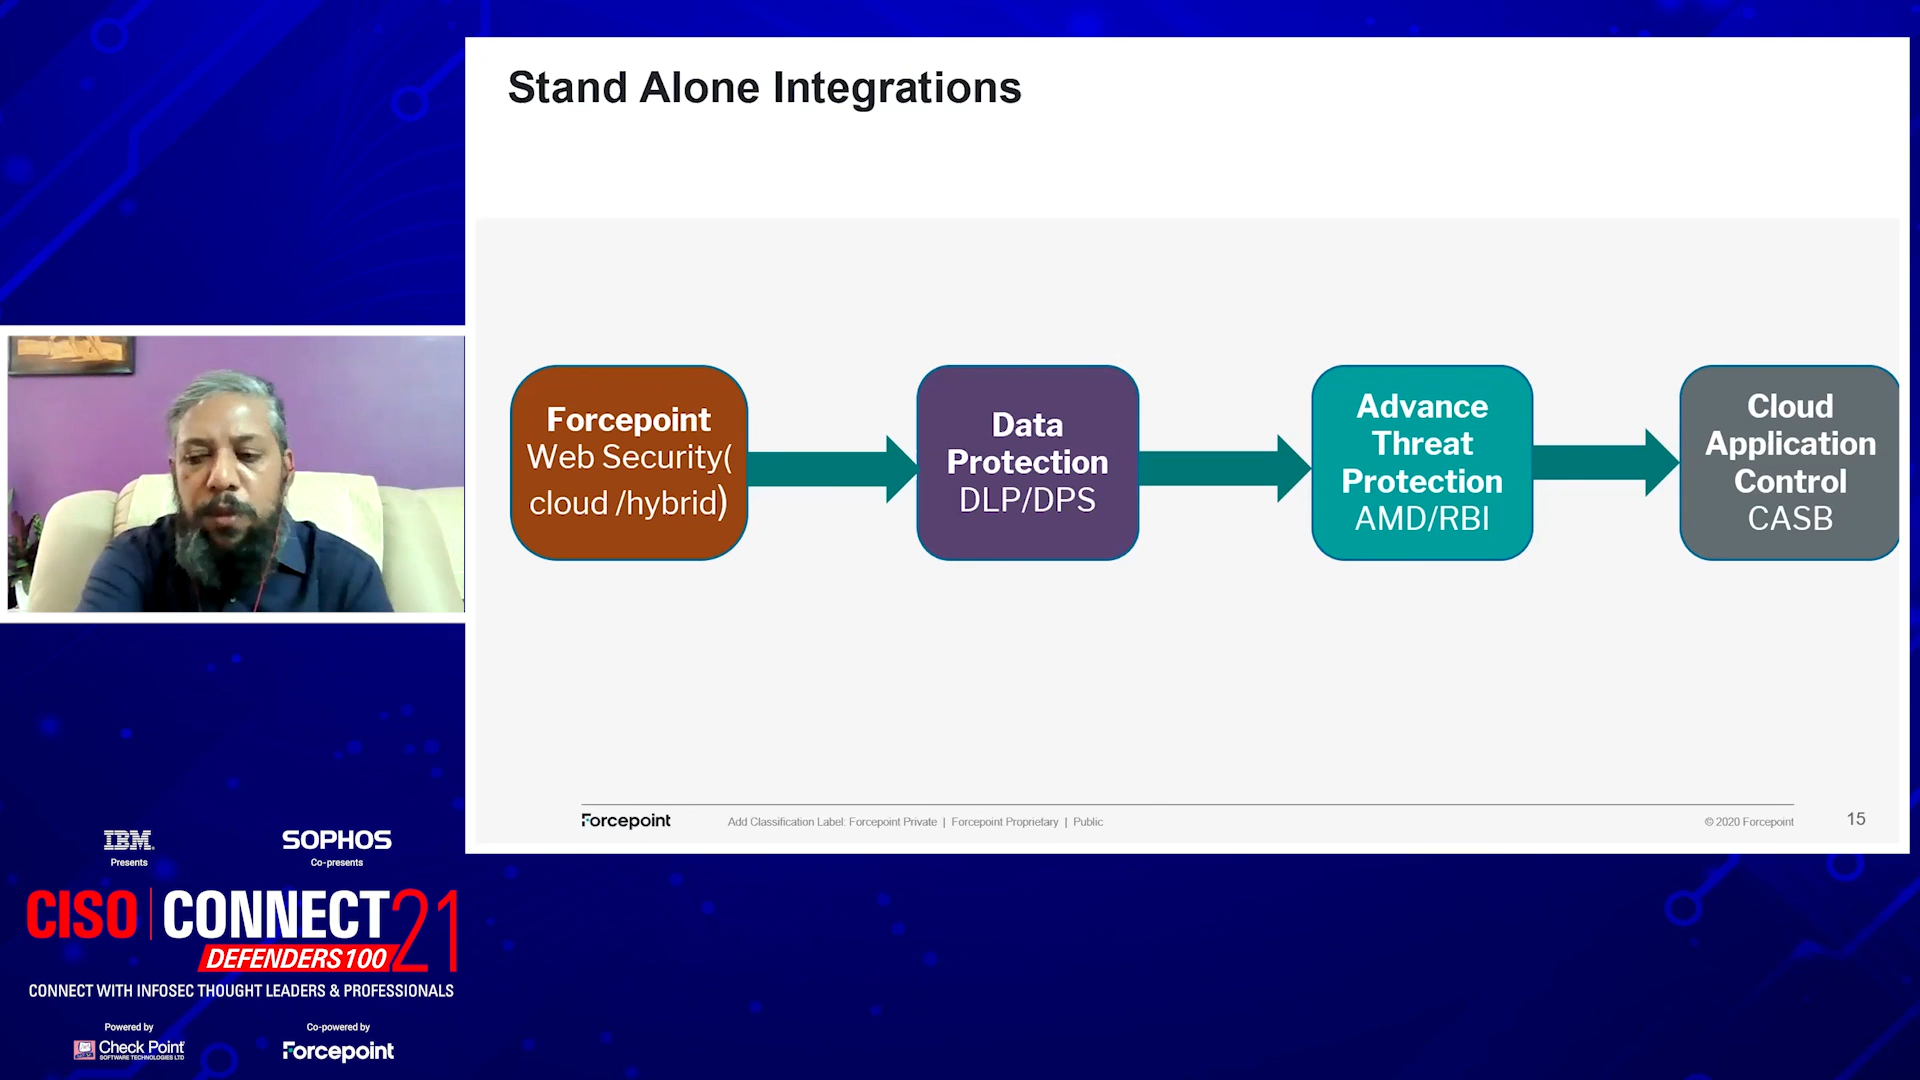 Stand Alone Integrations
Forcepoint
Web Security(
cloud /hybrid)
Data
Protection
DLP/DPS
Advance
Threat
Protection
AMD/RBI
Cloud
Application
Control
CASB
Forcepoint
Add Classification Label: Forcepoint Private | Forcepoint Proprietary | Public
© 2020 Forcepoint
15
IBM
Presents
SOPHOS
Co-presents
CISO | CONNECT 21
DEFENDERS 100
CONNECT WITH INFOSEC THOUGHT LEADERS & PROFESSIONALS
Powered by
Check Point
SOFTWARE TECHNOLOGIES LTD
Co-powered by
Forcepoint